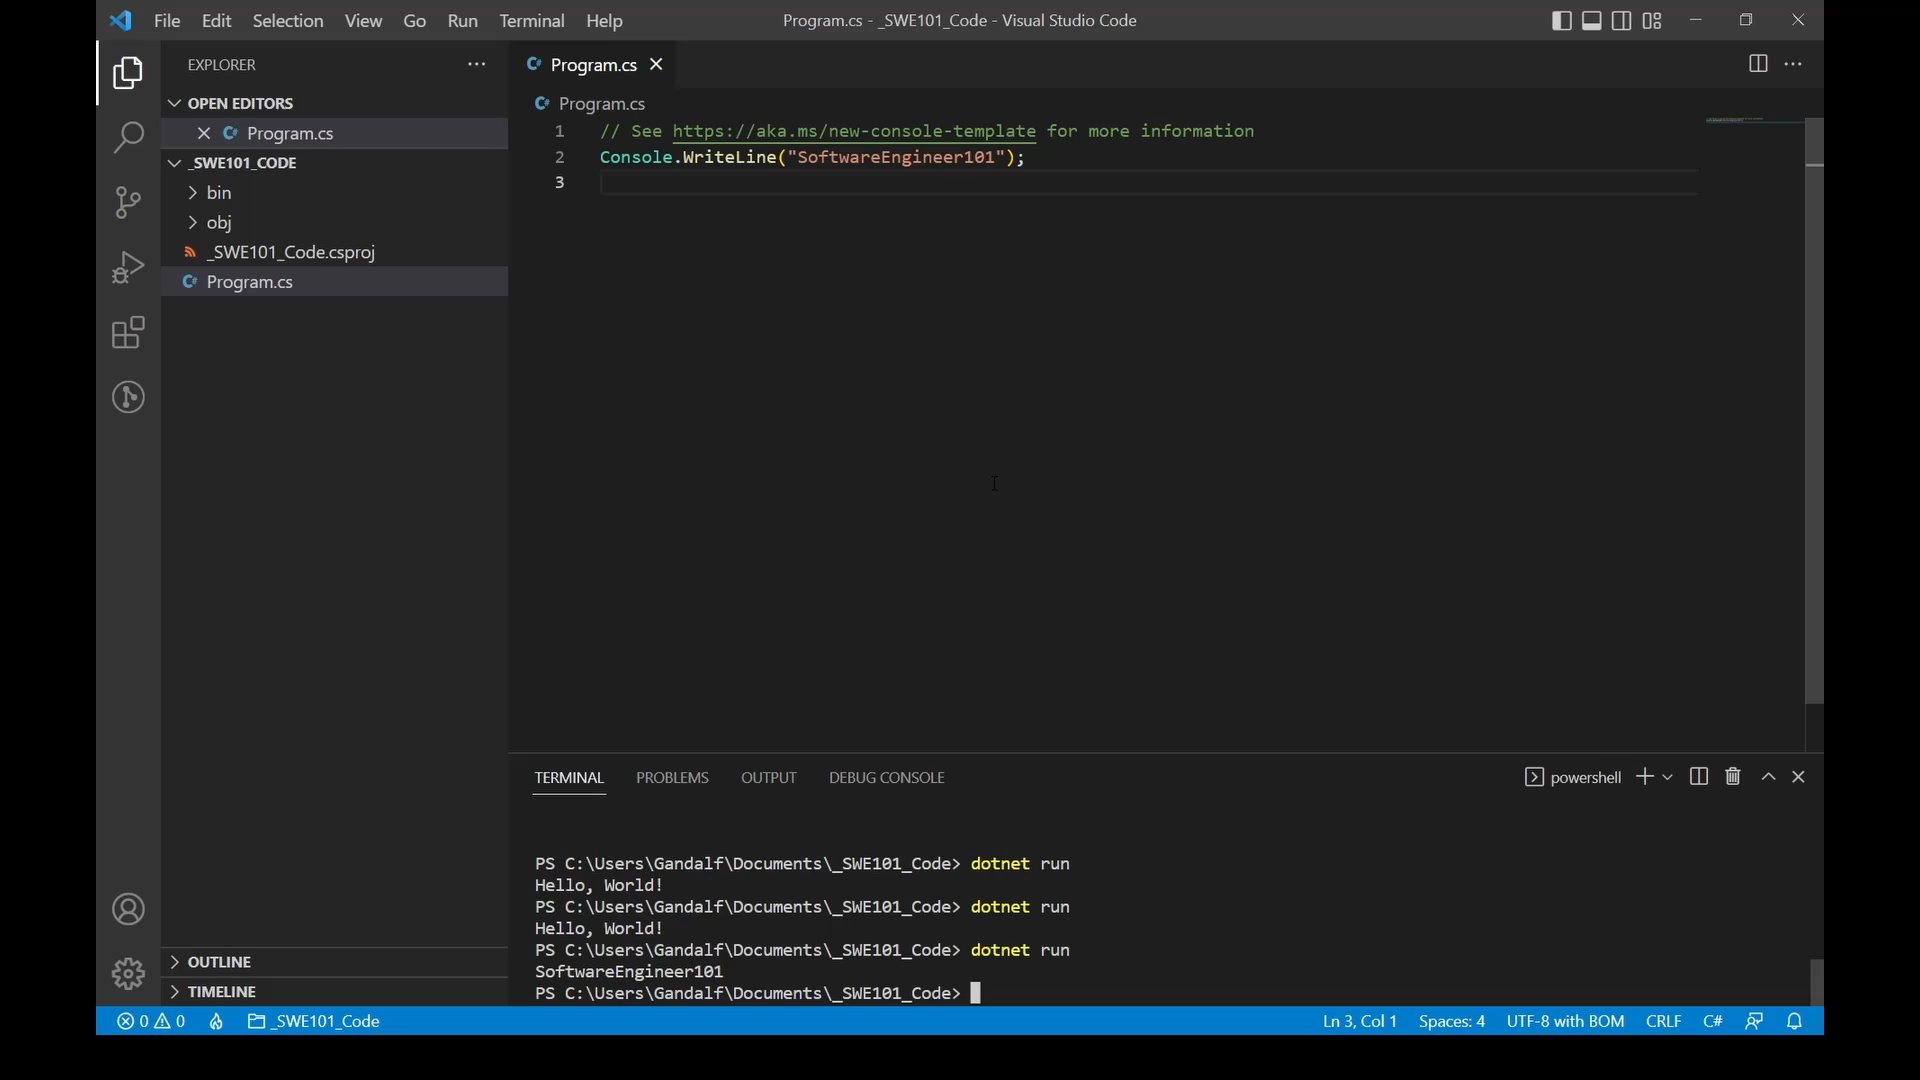 File Edit Selection View Go Run Terminal Help
Program.cs - _SWE101_Code - Visual Studio Code
EXPLORER
OPEN EDITORS
Program.cs
_SWE101_CODE
bin
obj
_SWE101_Code.csproj
Program.cs
OUTLINE
TIMELINE
Program.cs
Program.cs
1 // See https://aka.ms/new-console-template for more information
2 Console.WriteLine("SoftwareEngineer101");
3
TERMINAL PROBLEMS OUTPUT DEBUG CONSOLE
powershell
PS C:\Users\Gandalf\Documents\_SWE101_Code> dotnet run
Hello, World!
PS C:\Users\Gandalf\Documents\_SWE101_Code> dotnet run
Hello, World!
PS C:\Users\Gandalf\Documents\_SWE101_Code> dotnet run
SoftwareEngineer101
PS C:\Users\Gandalf\Documents\_SWE101_Code>
0 0 _SWE101_Code
Ln 3, Col 1 Spaces: 4 UTF-8 with BOM CRLF C#